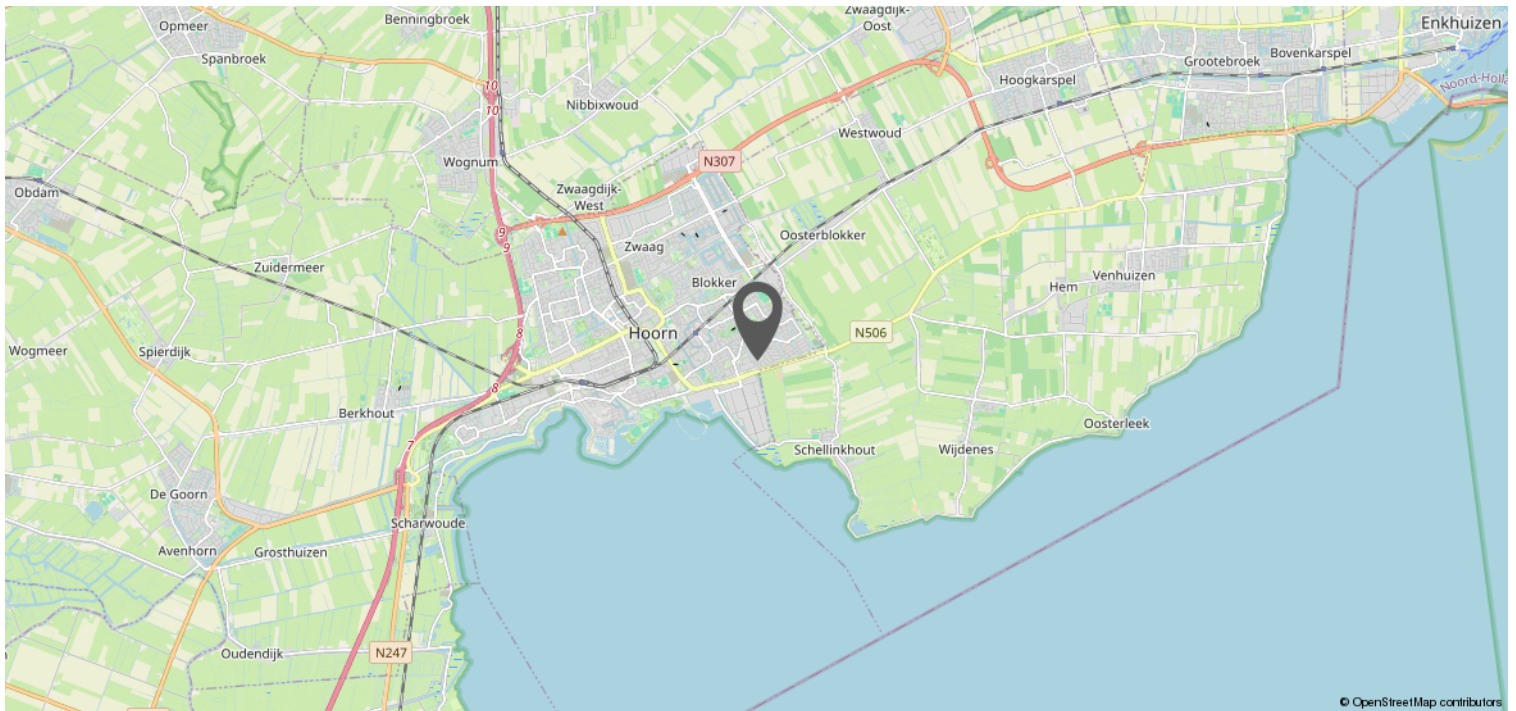 Opmeer
Benningbroek
Zwaagdijk-
Oost
Enkhuizen
Spanbroek
Bovenkarspel
Grootebroek
Hoogkarspel
10
10
Noord-Holla
Nibbixwoud
Westwoud
Wognum
N307
Obdam
Zwaagdijk-
West
9
9
Zwaag
Oosterblokker
Zuidermeer
Blokker
Venhuizen
Hem
Hoorn
N506
8
Wogmeer
Spierdijk
8
Berkhout
Oosterleek
7
Schellinkhout
Wijdenes
De Goorn
Scharwoude
Avenhorn
Grosthuizen
Oudendijk
N247
© OpenStreetMap contributors